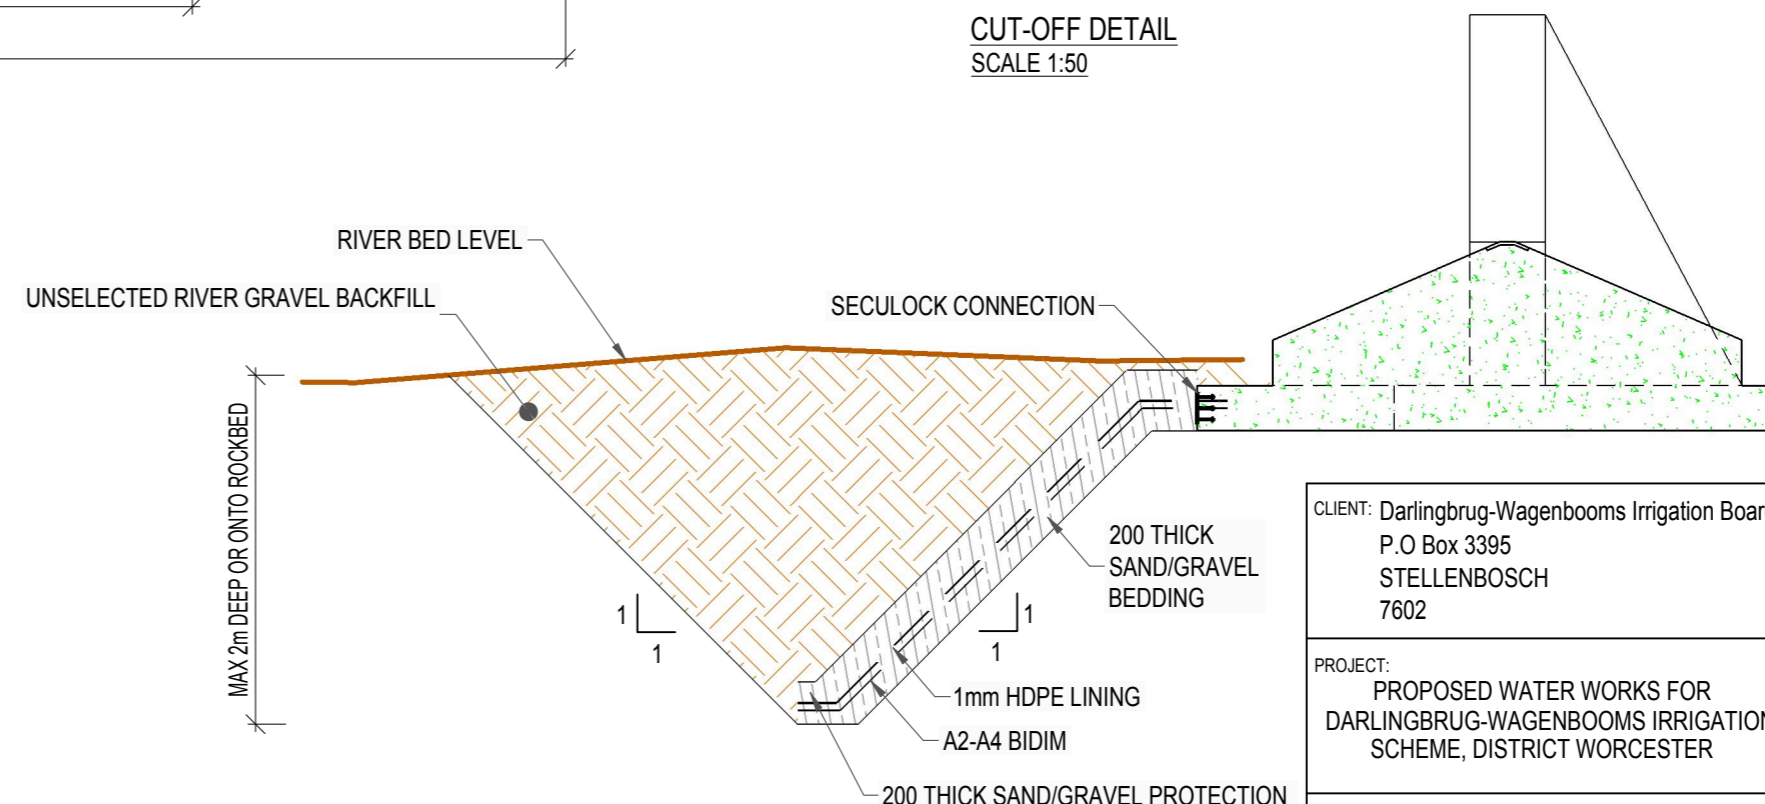 CUT-OFF DETAIL
SCALE 1:50
RIVER BED LEVEL
UNSELECTED RIVER GRAVEL BACKFILL
SECULOCK CONNECTION
MAX 2m DEEP OR ONTO ROCKBED
1
1
1
1
200 THICK
SAND/GRAVEL
BEDDING
1mm HDPE LINING
A2-A4 BIDIM
200 THICK SAND/GRAVEL PROTECTION
CLIENT: Darlingbrug-Wagenbooms Irrigation Boar
P.O Box 3395
STELLENBOSCH
7602
PROJECT:
PROPOSED WATER WORKS FOR
DARLINGBRUG-WAGENBOOMS IRRIGATION
SCHEME, DISTRICT WORCESTER